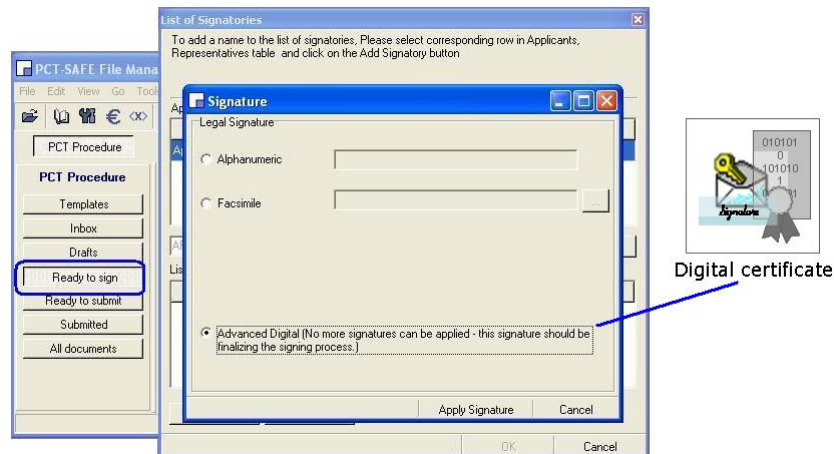 List of Signatories
To add a name to the list of signatories, Please select corresponding row in Applicants,
Representatives table and click on the Add Signatory button
PCT-SAFE File Mana
File Edit View Go Tool
PCT Procedure
PCT Procedure
Templates
Inbox
Drafts
Ready to sign
Ready to submit
Submitted
All documents
Ap
Lis
Signature
Legal Signature
Alphanumeric
Facsimile
...
Advanced Digital (No more signatures can be applied - this signature should be
finalizing the signing process.)
Apply Signature Cancel
OK Cancel
010101
0
101010
1
Signature
Digital certificate